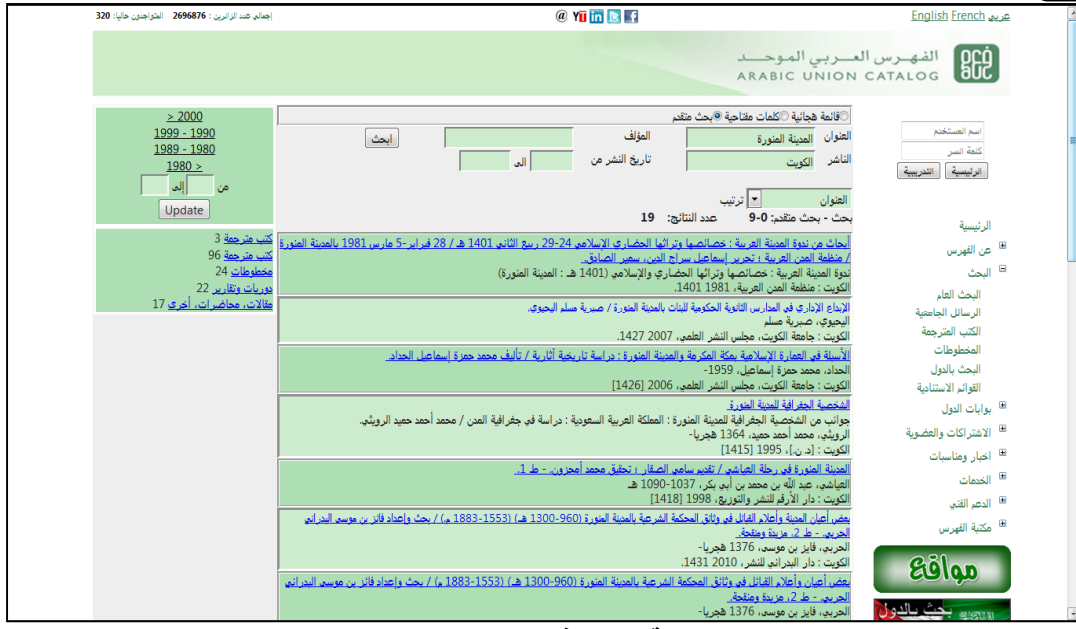 عربي English French
إجمالي عدد الزائرين : 2696876 المتواجدون حاليا: 320
الفهرس العربي الموحد
ARABIC UNION CATALOG
اسم المستخدم
كلمة السر
الرئيسية التدريبية
الرئيسية
عن الفهرس
البحث
البحث العام
الرسائل الجامعية
الكتب المترجمة
المخطوطات
البحث بالدول
القوائم الاستنادية
بوابات الدول
الاشتراكات والعضوية
اخبار ومناسبات
الخدمات
الدعم الفني
مكتبة الفهرس
مواقع
بحث بالدول
قائمة هجائية كلمات مفتاحية بحث متقدم
العنوان المدينة المنورة المؤلف ابحث
الناشر الكويت تاريخ النشر من الى
العنوان ترتيب
بحث - بحث متقدم: 0-9 عدد النتائج: 19
أبحاث من ندوة المدينة العربية : خصائصها وتراثها الحضاري الإسلامي 24-29 ربيع الثاني 1401 هـ / 28 فبراير -5 مارس 1981 بالمدينة المنورة
/ منظمة المدن العربية ؛ تحرير إسماعيل سراج الدين، سمير الصادق.
ندوة المدينة العربية : خصائصها وتراثها الحضاري والإسلامي (1401 هـ : المدينة المنورة)
الكويت : منظمة المدن العربية، 1981 1401.
الإبداع الإداري في المدارس الثانوية الحكومية للبنات بالمدينة المنورة / صبرية مسلم اليحيوي.
اليحيوي، صبرية مسلم
الكويت : جامعة الكويت، مجلس النشر العلمي، 2007 1427.
الأسبلة في العمارة الإسلامية بمكة المكرمة والمدينة المنورة : دراسة تاريخية أثارية / تأليف محمد حمزة إسماعيل الحداد.
الحداد، محمد حمزة إسماعيل، 1959-
الكويت : جامعة الكويت، مجلس النشر العلمي، 2006 [1426]
الشخصية الجغرافية للمدينة المنورة
جوانب من الشخصية الجغرافية للمدينة المنورة : المملكة العربية السعودية : دراسة في جغرافية المدن / محمد أحمد حميد الرويثي.
الرويثي، محمد أحمد حميد، 1364 هجريا-
الكويت : [د. ن.]، 1995 [1415]
المدينة المنورة في رحلة العياشي / تقديم سامي الصقار ؛ تحقيق محمد أمحزون. - ط 1.
العياشي، عبد الله بن محمد بن أبي بكر، 1037-1090 هـ
الكويت : دار الأرقم للنشر والتوزيع، 1998 [1418]
بعض أعيان المدينة وأعلام القبائل في وثائق المحكمة الشرعية بالمدينة المنورة (960-1300 هـ) (1553-1883 م.) / بحث وإعداد فائز بن موسى البدراني
الحربي. - ط 2، مزيدة ومنقحة.
الحربي، فايز بن موسى، 1376 هجريا-
الكويت : دار البدراني للنشر، 2010 1431.
بعض أعيان وأعلام القبائل في وثائق المحكمة الشرعية بالمدينة المنورة (960-1300 هـ) (1553-1883 م) / بحث وإعداد فائز بن موسى البدراني
الحربي. - ط 2، مزيدة ومنقحة.
الحربي، فايز بن موسى، 1376 هجريا-
< 2000
1999 - 1990
1989 - 1980
1980 >
من إلى
Update
كتب مترجمة 3
كتب مترجمة 96
مخطوطات 24
دوريات وتقارير 22
مقالات، محاضرات، أخرى 17